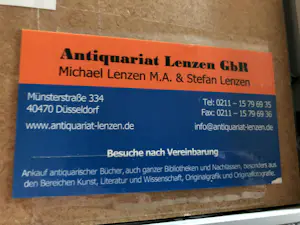 Antiquariat Lenzen GbR
Michael Lenzen M.A. & Stefan Lenzen
Münsterstraße 334
40470 Düsseldorf
Tel: 0211 - 15 79 69 35
Fax: 0211 - 15 79 69 36
www.antiquariat-lenzen.de
info@antiquariat-lenzen.de
Besuche nach Vereinbarung
Ankauf antiquarischer Bücher, auch ganzer Bibliotheken und Nachlässen, besonders aus
den Bereichen Kunst, Literatur und Wissenschaft, Originalgrafik und Originalfotografie.